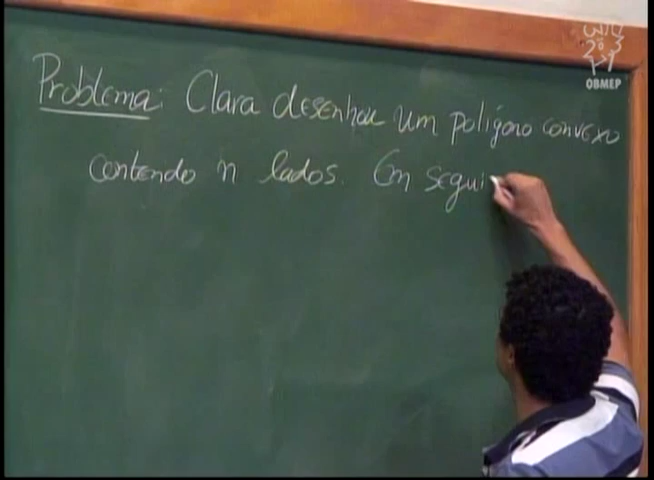 OBMEP
Problema: Clara desenhou um polígono convexo
contendo n lados. Em segui